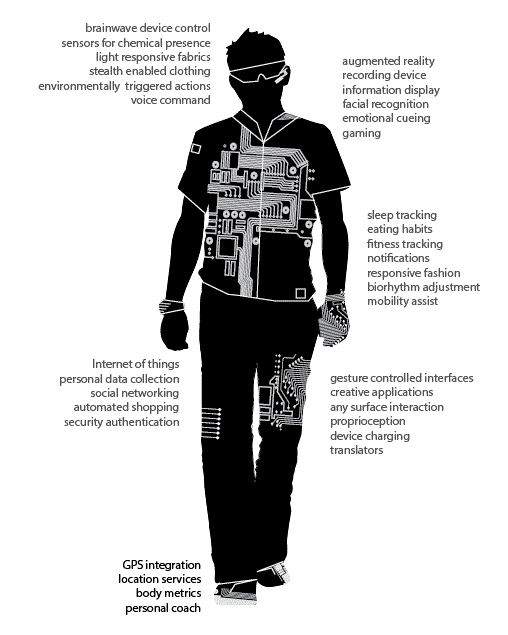 brainwave device control
sensors for chemical presence
light responsive fabrics
stealth enabled clothing
environmentally triggered actions
voice command
augmented reality
recording device
information display
facial recognition
emotional cueing
gaming
sleep tracking
eating habits
fitness tracking
notifications
responsive fashion
biorhythm adjustment
mobility assist
Internet of things
personal data collection
social networking
automated shopping
security authentication
gesture controlled interfaces
creative applications
any surface interaction
proprioception
device charging
translators
GPS integration
location services
body metrics
personal coach